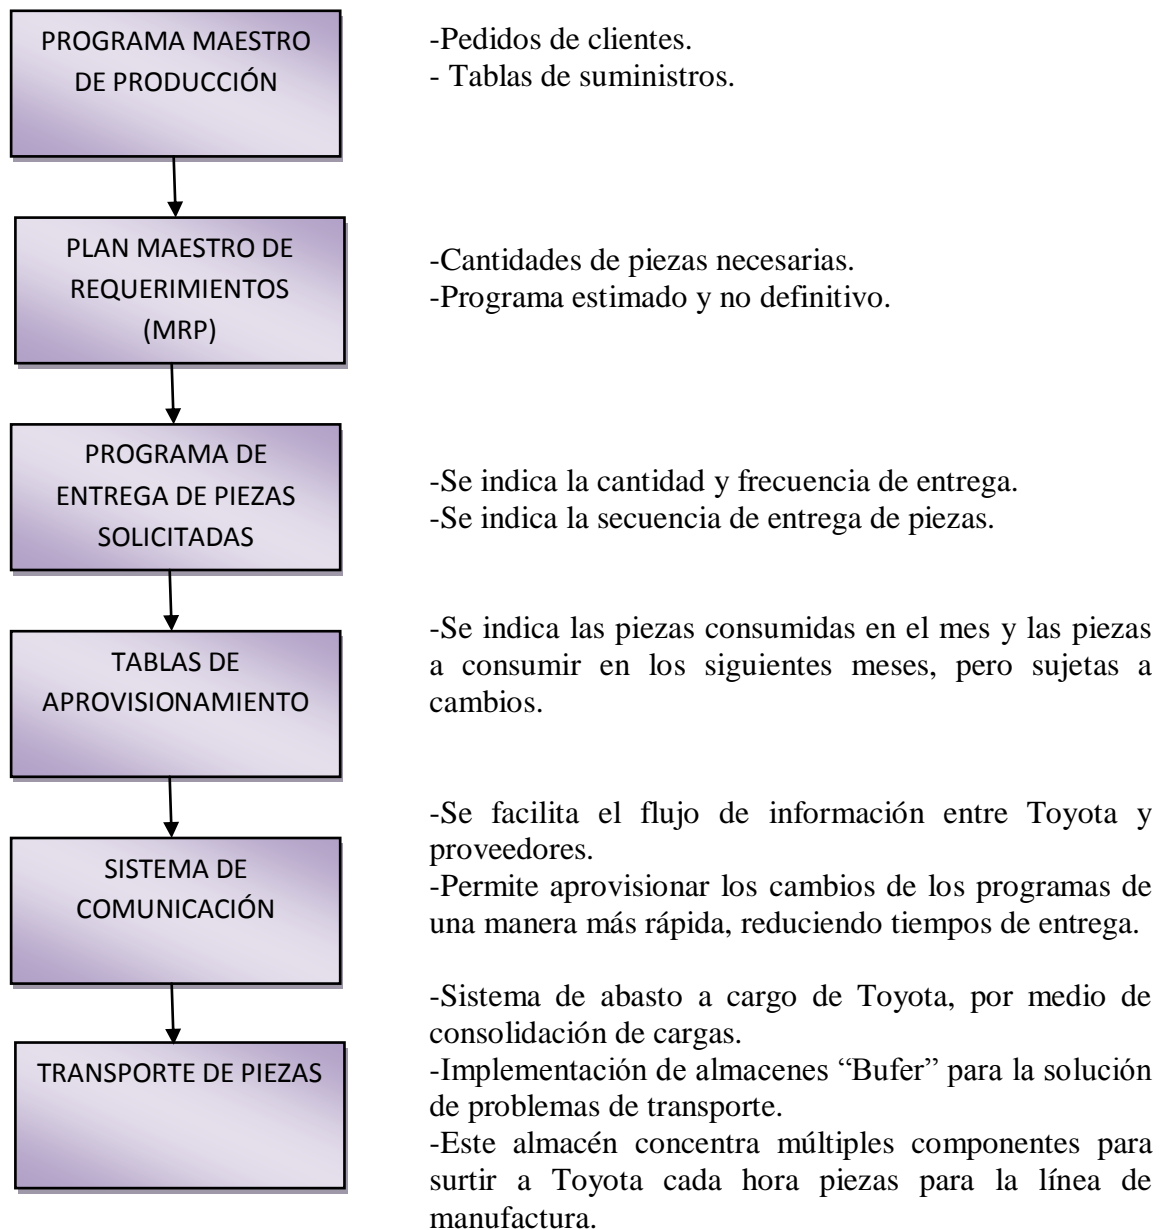 PROGRAMA MAESTRO
DE PRODUCCIÓN
-Pedidos de clientes.
- Tablas de suministros.
PLAN MAESTRO DE
REQUERIMIENTOS
(MRP)
-Cantidades de piezas necesarias.
-Programa estimado y no definitivo.
PROGRAMA DE
ENTREGA DE PIEZAS
SOLICITADAS
-Se indica la cantidad y frecuencia de entrega.
-Se indica la secuencia de entrega de piezas.
TABLAS DE
APROVISIONAMIENTO
-Se indica las piezas consumidas en el mes y las piezas
a consumir en los siguientes meses, pero sujetas a
cambios.
SISTEMA DE
COMUNICACIÓN
-Se facilita el flujo de información entre Toyota y
proveedores.
-Permite aprovisionar los cambios de los programas de
una manera más rápida, reduciendo tiempos de entrega.
TRANSPORTE DE PIEZAS
-Sistema de abasto a cargo de Toyota, por medio de
consolidación de cargas.
-Implementación de almacenes “Bufer” para la solución
de problemas de transporte.
-Este almacén concentra múltiples componentes para
surtir a Toyota cada hora piezas para la línea de
manufactura.